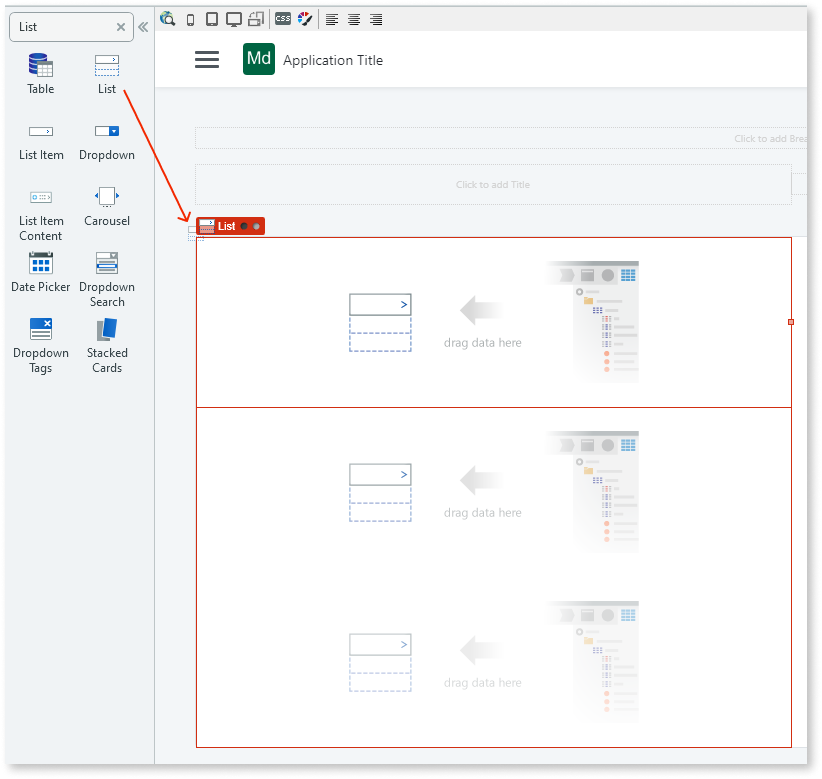 List
Table
List
List Item
Dropdown
List Item
Content
Carousel
Date Picker
Dropdown
Search
Dropdown
Tags
Stacked
Cards
CSS
Md
Application Title
Click to add Brea
Click to add Title
List
drag data here
drag data here
drag data here